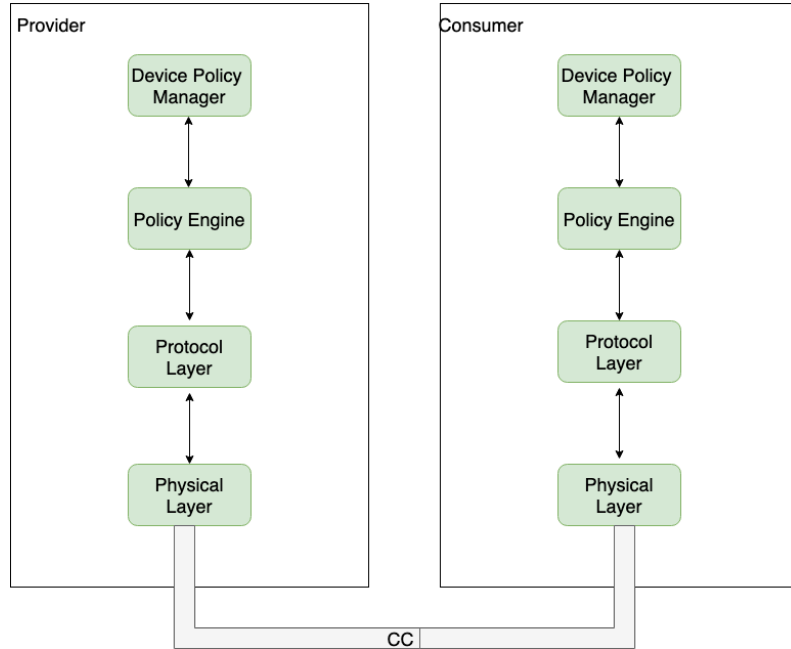 Provider
Device Policy
Manager
Policy Engine
Protocol
Layer
Physical
Layer
Consumer
Device Policy
Manager
Policy Engine
Protocol
Layer
Physical
Layer
CC